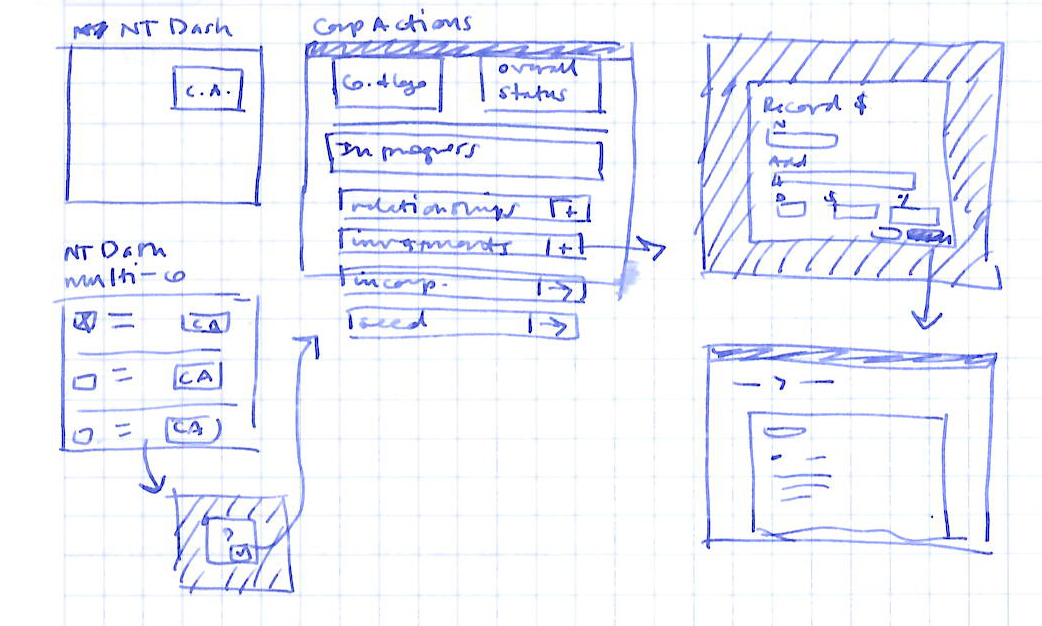 NT Dash
C.A.
Comp Actions
Co. + logo
overall
status
In progress
relationships +
investments +
incorp.
seed
NT Dash
multi-co
CA
CA
CA
?
Record $
N
Add
$
%